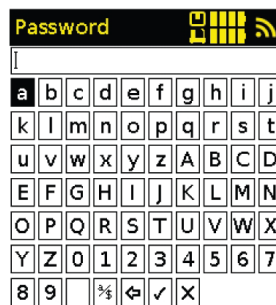 Password
a b c d e f g h i j
k l m n o p q r s t
u v w x y z A B C D
E F G H I J K L M N
O P Q R S T U V W X
Y Z 0 1 2 3 4 5 6 7
8 9 ª/$ ⇦ ✓ X